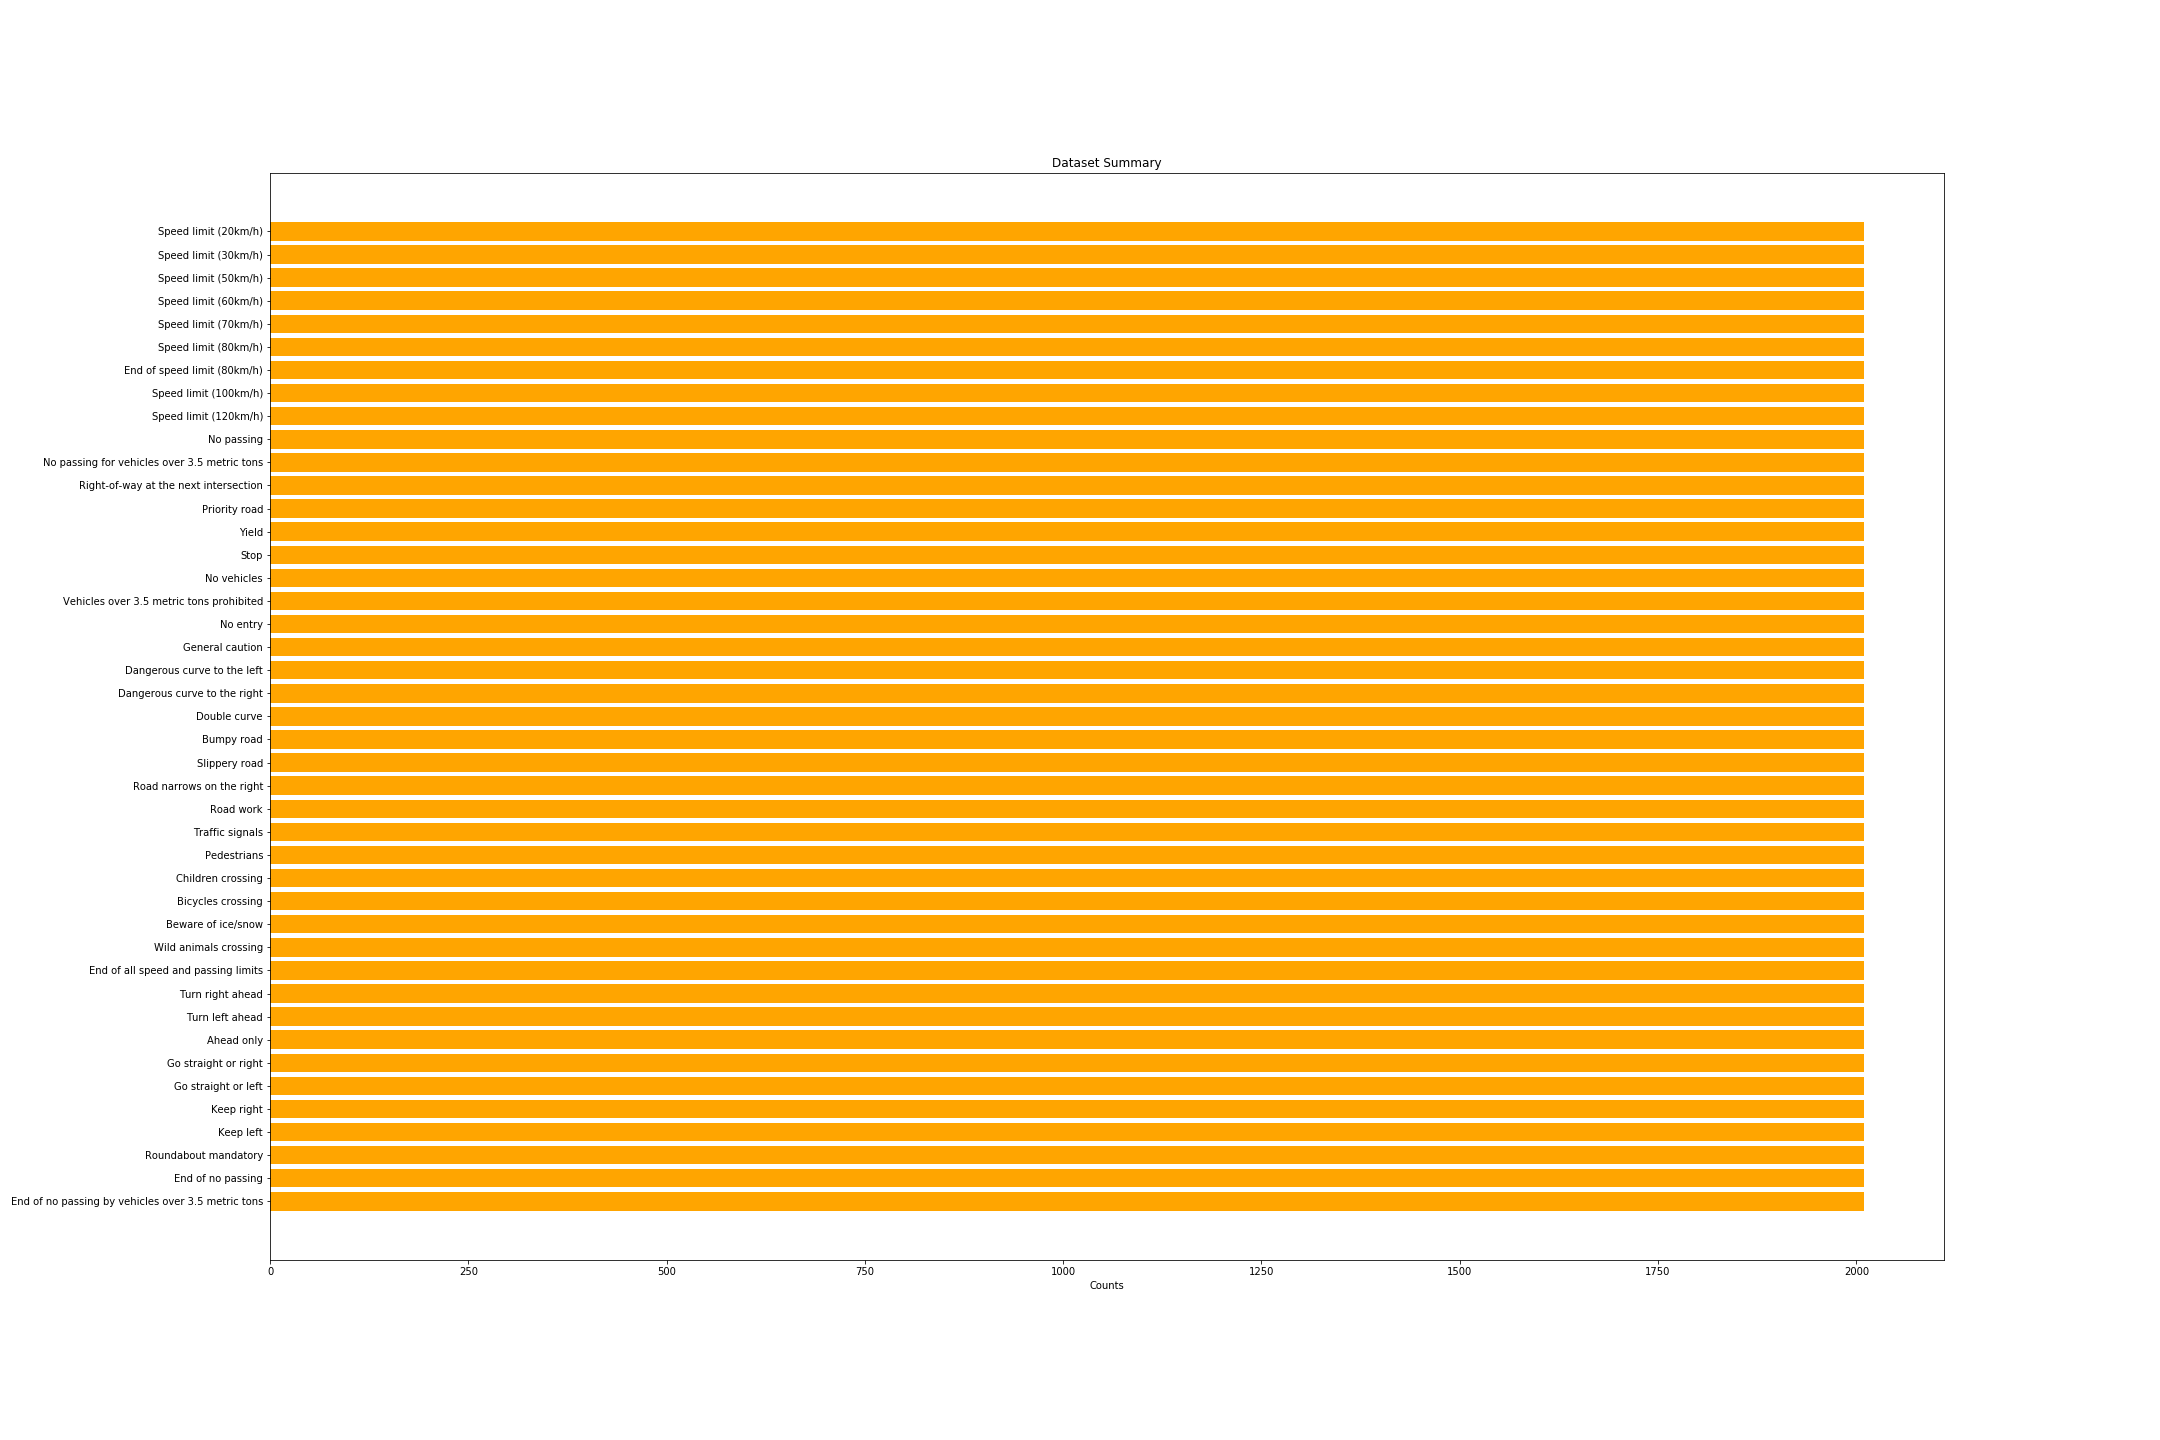 Dataset Summary
Speed limit (20km/h)
Speed limit (30km/h)
Speed limit (50km/h)
Speed limit (60km/h)
Speed limit (70km/h)
Speed limit (80km/h)
End of speed limit (80km/h)
Speed limit (100km/h)
Speed limit (120km/h)
No passing
No passing for vehicles over 3.5 metric tons
Right-of-way at the next intersection
Priority road
Yield
Stop
No vehicles
Vehicles over 3.5 metric tons prohibited
No entry
General caution
Dangerous curve to the left
Dangerous curve to the right
Double curve
Bumpy road
Slippery road
Road narrows on the right
Road work
Traffic signals
Pedestrians
Children crossing
Bicycles crossing
Beware of ice/snow
Wild animals crossing
End of all speed and passing limits
Turn right ahead
Turn left ahead
Ahead only
Go straight or right
Go straight or left
Keep right
Keep left
Roundabout mandatory
End of no passing
End of no passing by vehicles over 3.5 metric tons
0 250 500 750 1000 1250 1500 1750 2000
Counts